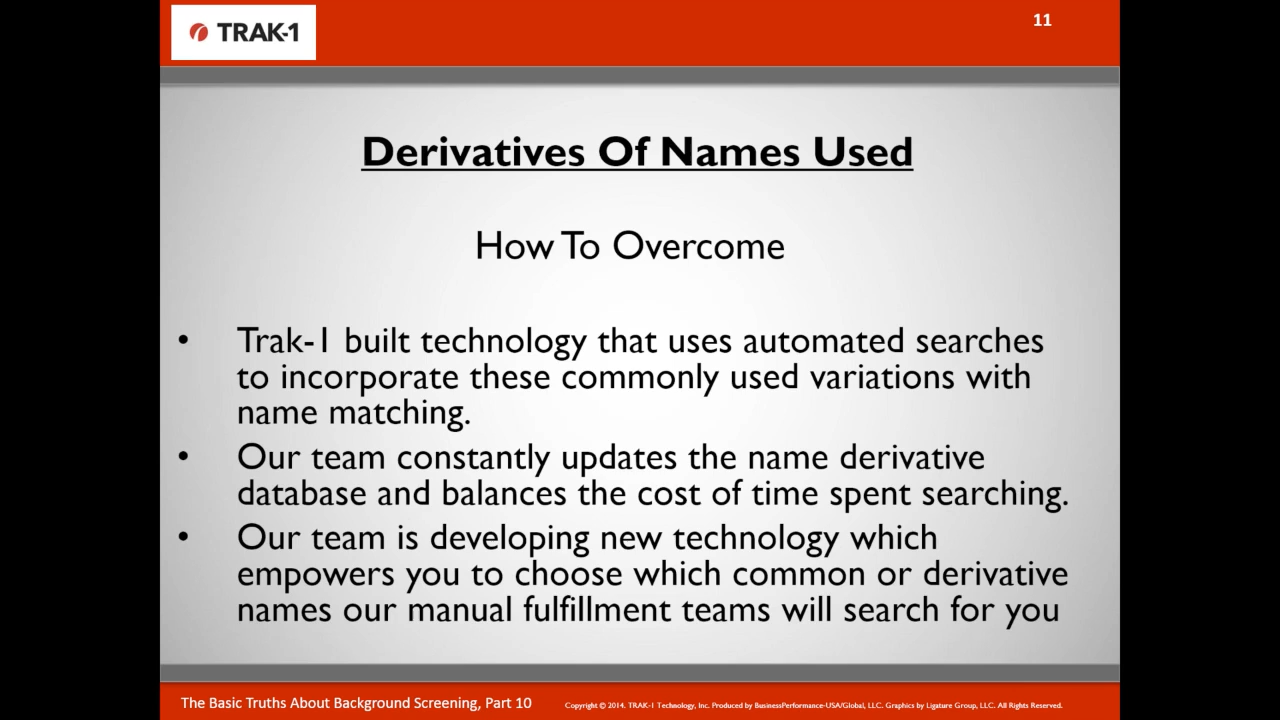 TRAK-1
11
Derivatives Of Names Used
How To Overcome
• Trak-1 built technology that uses automated searches
to incorporate these commonly used variations with
name matching.
• Our team constantly updates the name derivative
database and balances the cost of time spent searching.
• Our team is developing new technology which
empowers you to choose which common or derivative
names our manual fulfillment teams will search for you
The Basic Truths About Background Screening, Part 10
Copyright © 2014. TRAK-1 Technology, Inc. Produced by BusinessPerformance-USA/Global, LLC. Graphics by Ligature Group, LLC. All Rights Reserved.